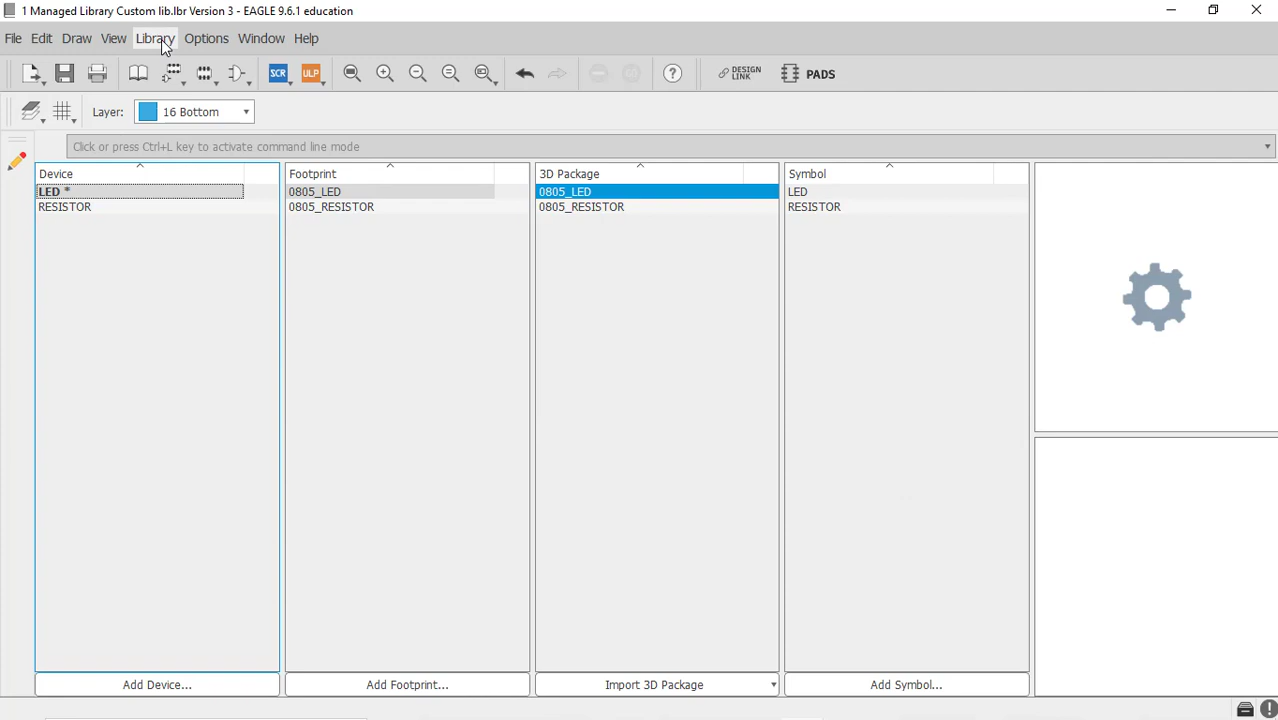 1 Managed Library Custom lib.lbr Version 3 - EAGLE 9.6.1 education
File Edit Draw View Library Options Window Help
SCR ULP DESIGN LINK PADS
Layer: 16 Bottom
Click or press Ctrl+L key to activate command line mode
Device Footprint 3D Package Symbol
LED * 0805_LED 0805_LED LED
RESISTOR 0805_RESISTOR 0805_RESISTOR RESISTOR
Add Device... Add Footprint... Import 3D Package Add Symbol...